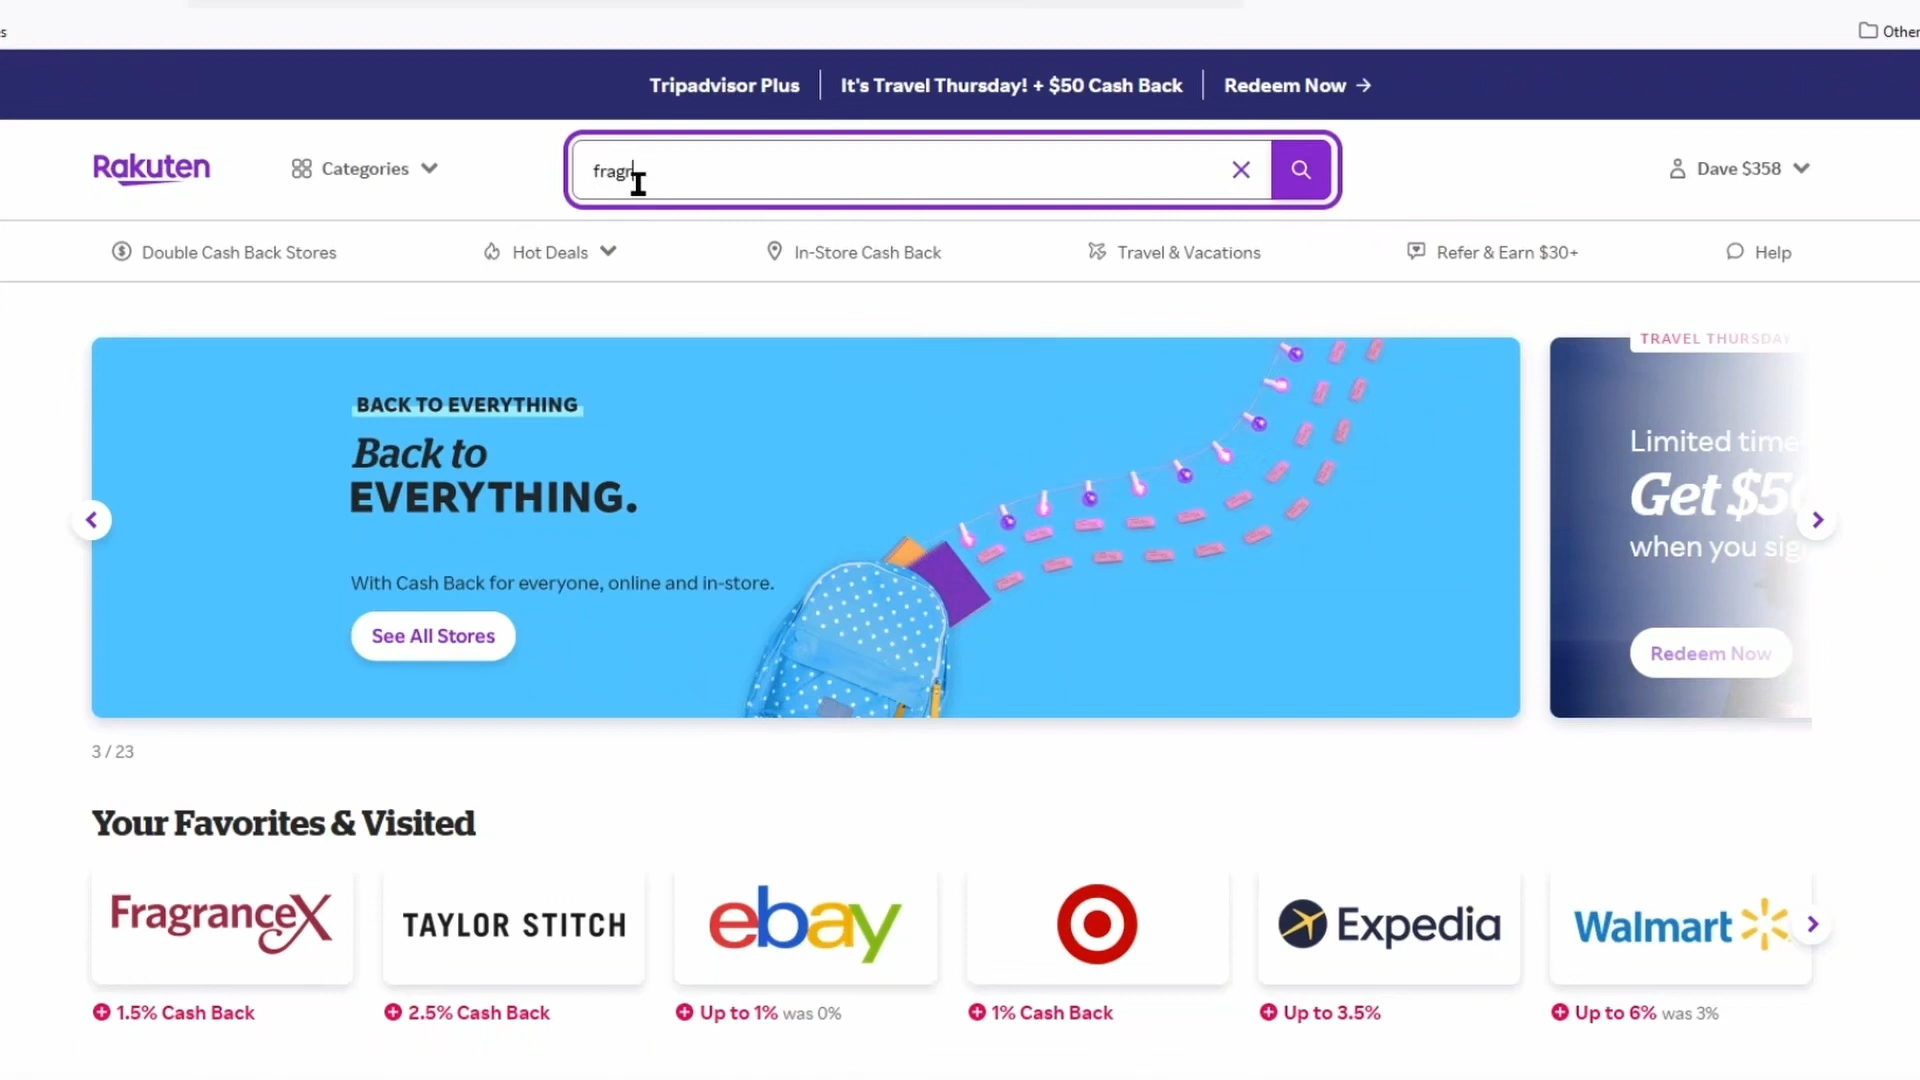 s
Other
Tripadvisor Plus | It's Travel Thursday! + $50 Cash Back | Redeem Now →
Rakuten
Categories
fragr
Dave $358
Double Cash Back Stores
Hot Deals
In-Store Cash Back
Travel & Vacations
Refer & Earn $30+
Help
BACK TO EVERYTHING
Back to
EVERYTHING.
With Cash Back for everyone, online and in-store.
See All Stores
TRAVEL THURSDAY
Limited time
Get $50
when you sig
Redeem Now
3 / 23
Your Favorites & Visited
FragranceX
TAYLOR STITCH
ebay
Expedia
Walmart
1.5% Cash Back
2.5% Cash Back
Up to 1% was 0%
1% Cash Back
Up to 3.5%
Up to 6% was 3%